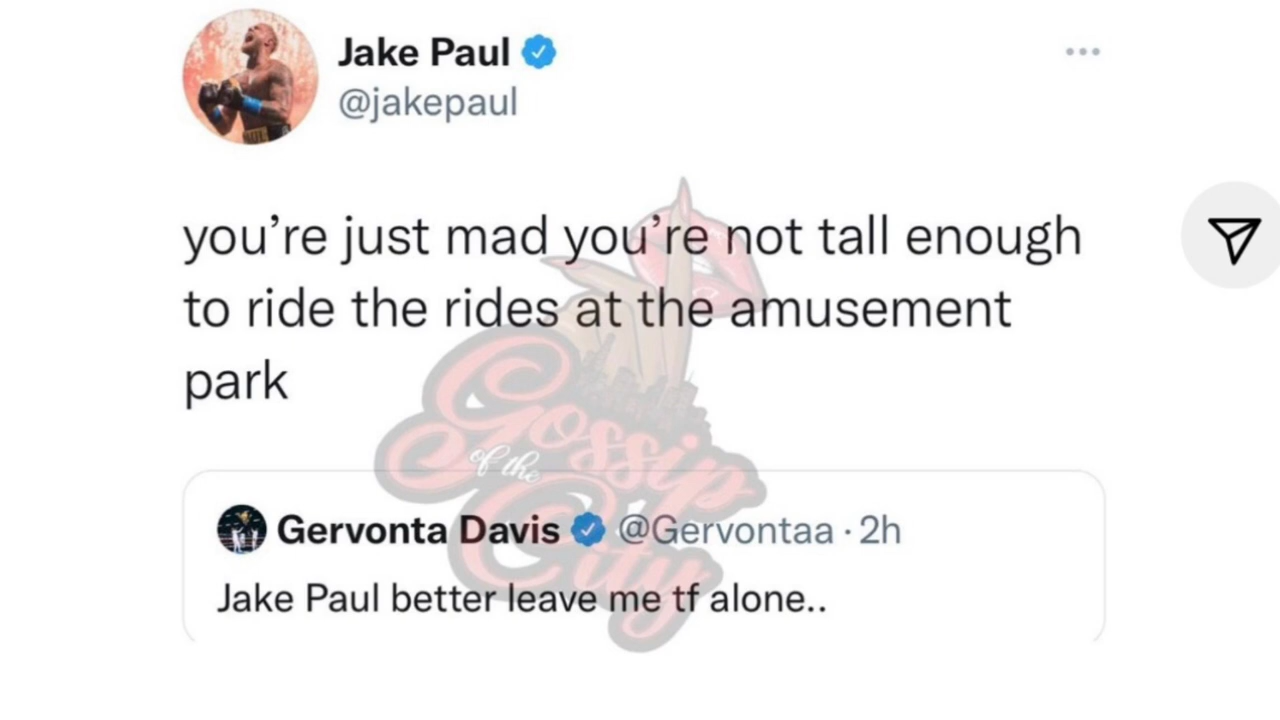 Jake Paul
@jakepaul
you’re just mad you’re not tall enough
to ride the rides at the amusement
park
Gossip
of the
City
Gervonta Davis @Gervontaa · 2h
Jake Paul better leave me tf alone..